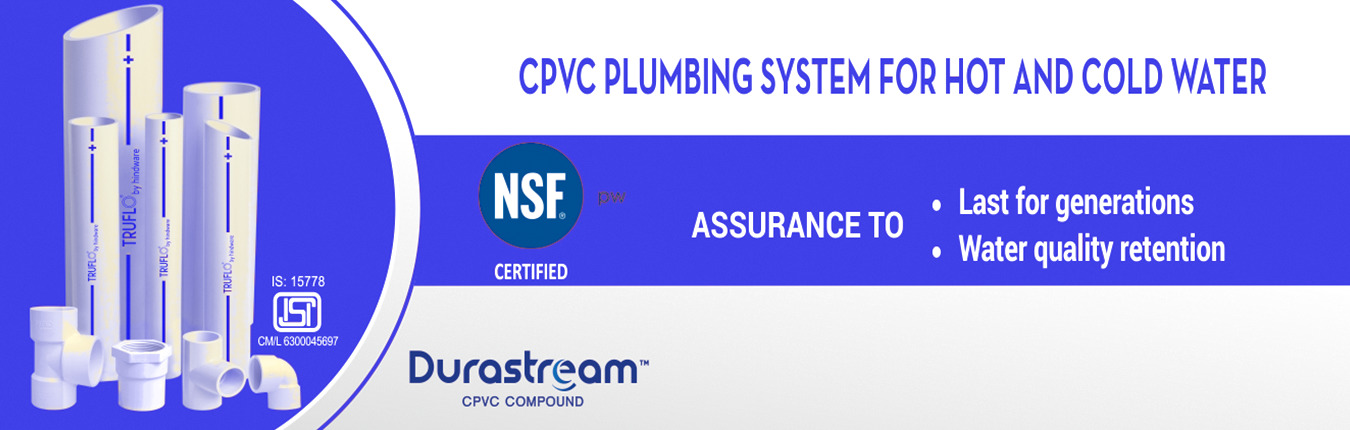 CPVC PLUMBING SYSTEM FOR HOT AND COLD WATER
NSF®
pw
CERTIFIED
ASSURANCE TO
• Last for generations
• Water quality retention
TRUFLO by hindware
TRUFLO by hindware
TRUFLO by hindware
TRUFLO by hindware
IS: 15778
ISI
CM/L 6300045697
Durastream™
CPVC COMPOUND